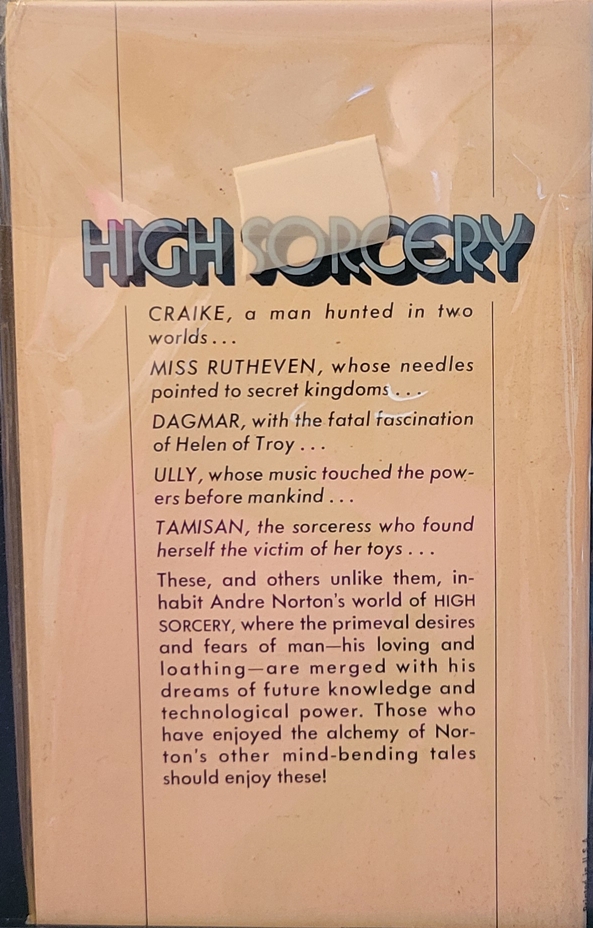 HIGH SORCERY
CRAIKE, a man hunted in two
worlds...
MISS RUTHEVEN, whose needles
pointed to secret kingdoms...
DAGMAR, with the fatal fascination
of Helen of Troy...
ULLY, whose music touched the pow-
ers before mankind...
TAMISAN, the sorceress who found
herself the victim of her toys...
These, and others unlike them, in-
habit Andre Norton's world of HIGH
SORCERY, where the primeval desires
and fears of man—his loving and
loathing—are merged with his
dreams of future knowledge and
technological power. Those who
have enjoyed the alchemy of Nor-
ton's other mind-bending tales
should enjoy these!